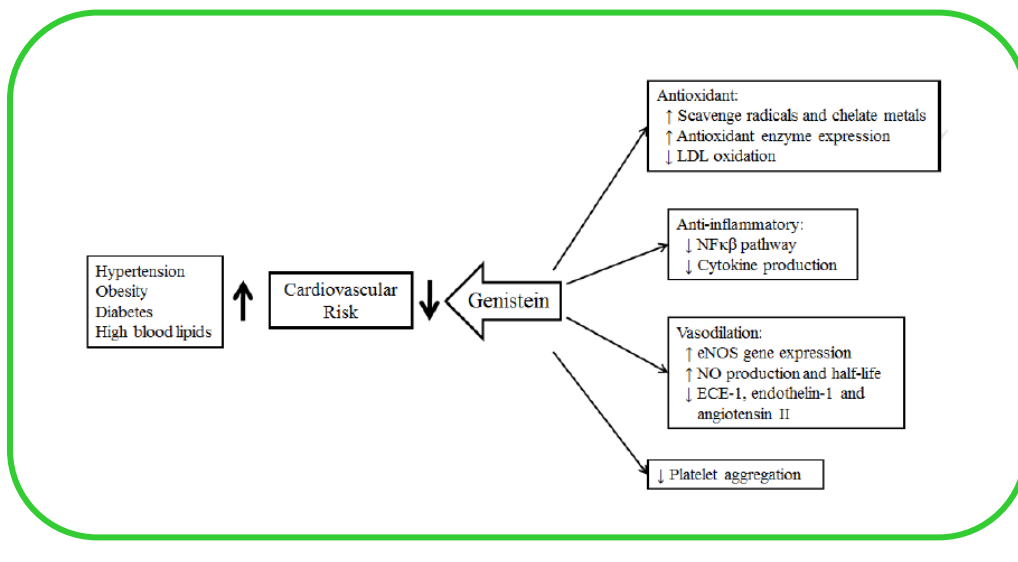 Hypertension
Obesity
Diabetes
High blood lipids
↑
Cardiovascular
Risk
↓
Genistein
Antioxidant:
↑ Scavenge radicals and chelate metals
↑ Antioxidant enzyme expression
↓ LDL oxidation
Anti-inflammatory:
↓ NFκβ pathway
↓ Cytokine production
Vasodilation:
↑ eNOS gene expression
↑ NO production and half-life
↓ ECE-1, endothelin-1 and
angiotensin II
↓ Platelet aggregation